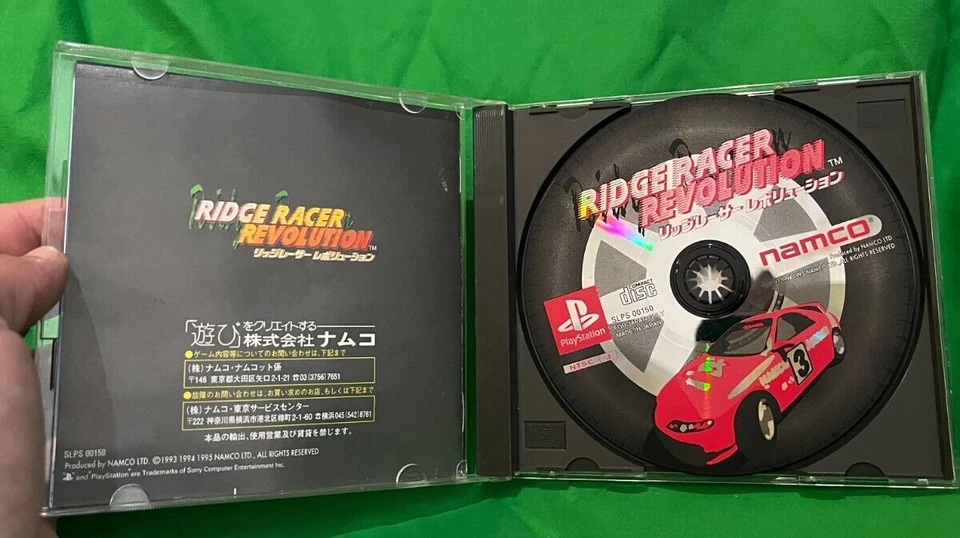 RIDGE RACER
REVOLUTION™
リッジレーサー レボリューション
「遊び」をクリエイトする
株式会社ナムコ
●ゲーム内容等についてのお問い合わせは、下記まで
(株)ナムコ・ナムコット係
〒146 東京都大田区矢口2-1-21 ☎03(3756)7651
●故障のお問い合わせは、お買い求めのお店、もしくは下記まで
(株)ナムコ・東京サービスセンター
〒222 神奈川県横浜市港北区樽町2-1-60 ☎横浜045(542)8761
本品の輸出、使用営業及び賃貸を禁じます。
SLPS 00150
Produced by NAMCO LTD. ©1993 1994 1995 NAMCO LTD., ALL RIGHTS RESERVED
and PlayStation are Trademarks of Sony Computer Entertainment Inc.
RIDGE RACER
REVOLUTION™
リッジレーサー レボリューション
namco
Produced by NAMCO LTD
1994 1995 NAMCO LTD., ALL RIGHTS RESERVED
COMPACT
disc
SLPS 00150
FOR JAPAN ONLY
MADE IN JAPAN
PlayStation
NTSC J
13